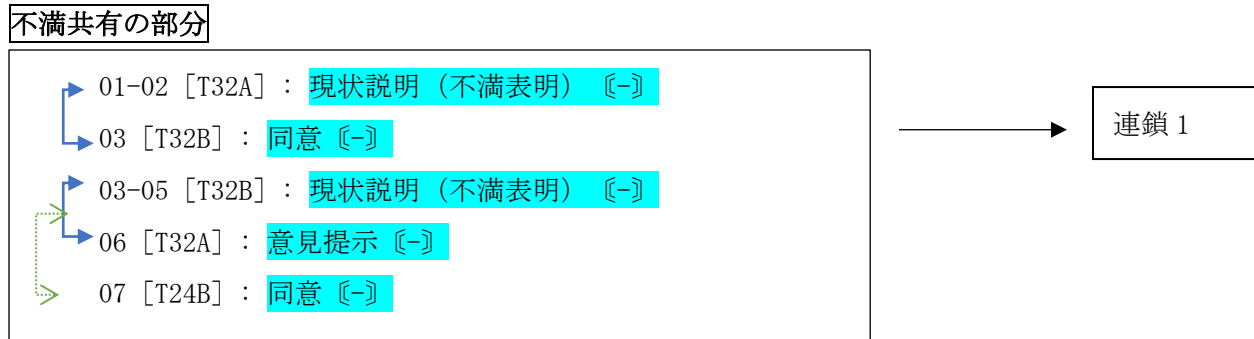 不満共有の部分
01-02［T32A］：現状説明（不満表明）〔-〕
03［T32B］：同意〔-〕
03-05［T32B］：現状説明（不満表明）〔-〕
06［T32A］：意見提示〔-〕
07［T24B］：同意〔-〕
連鎖1